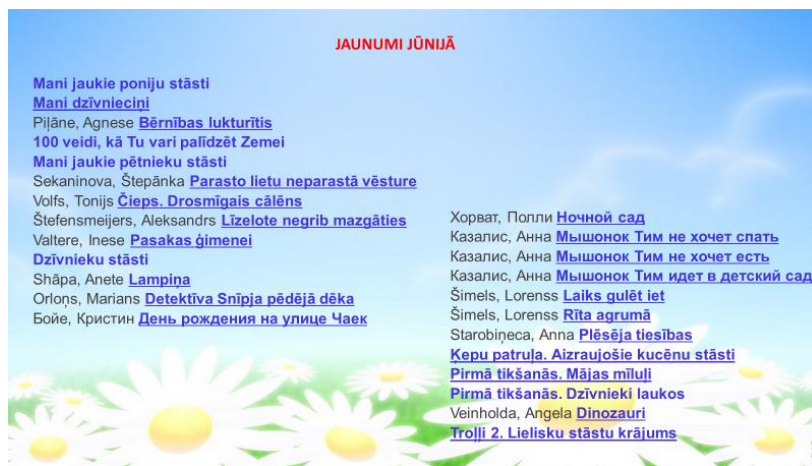 JAUNUMI JŪNIJĀ
Mani jaukie poniju stāsti
Mani dzīvnieciņi
Piļāne, Agnese Bērnības lukturītis
100 veidi, kā Tu vari palīdzēt Zemei
Mani jaukie pētnieku stāsti
Sekaninova, Štepānka Parasto lietu neparastā vēsture
Volfs, Tonijs Čieps. Drosmīgais cālēns
Štefensmeijers, Aleksandrs Līzelote negrib mazgāties
Valtere, Inese Pasakas ģimenei
Dzīvnieku stāsti
Shāpa, Anete Lampiņa
Orloņs, Marians Detektīva Snīpja pēdējā dēka
Бойе, Кристин День рождения на улице Чаек
Хорват, Полли Ночной сад
Казалис, Анна Мышонок Тим не хочет спать
Казалис, Анна Мышонок Тим не хочет есть
Казалис, Анна Мышонок Тим идет в детский сад
Šimels, Lorenss Laiks gulēt iet
Šimels, Lorenss Rīta agrumā
Starobiņeca, Anna Plēsēja tiesības
Ķepu patruļa. Aizraujošie kucēnu stāsti
Pirmā tikšanās. Mājas mīluļi
Pirmā tikšanās. Dzīvnieki laukos
Veinholda, Angela Dinozauri
Troļļi 2. Lielisku stāstu krājums